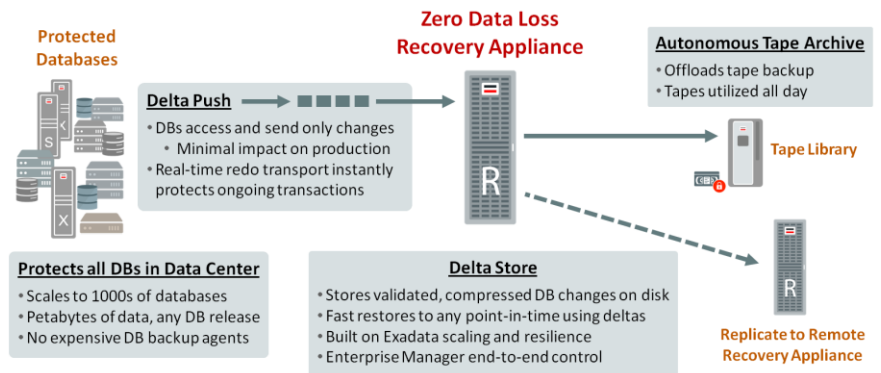 Protected
Databases
Zero Data Loss
Recovery Appliance
Autonomous Tape Archive
• Offloads tape backup
• Tapes utilized all day
Delta Push
• DBs access and send only changes
• Minimal impact on production
• Real-time redo transport instantly
protects ongoing transactions
K
S
X
R
Tape Library
Protects all DBs in Data Center
• Scales to 1000s of databases
• Petabytes of data, any DB release
• No expensive DB backup agents
Delta Store
• Stores validated, compressed DB changes on disk
• Fast restores to any point-in-time using deltas
• Built on Exadata scaling and resilience
• Enterprise Manager end-to-end control
R
Replicate to Remote
Recovery Appliance